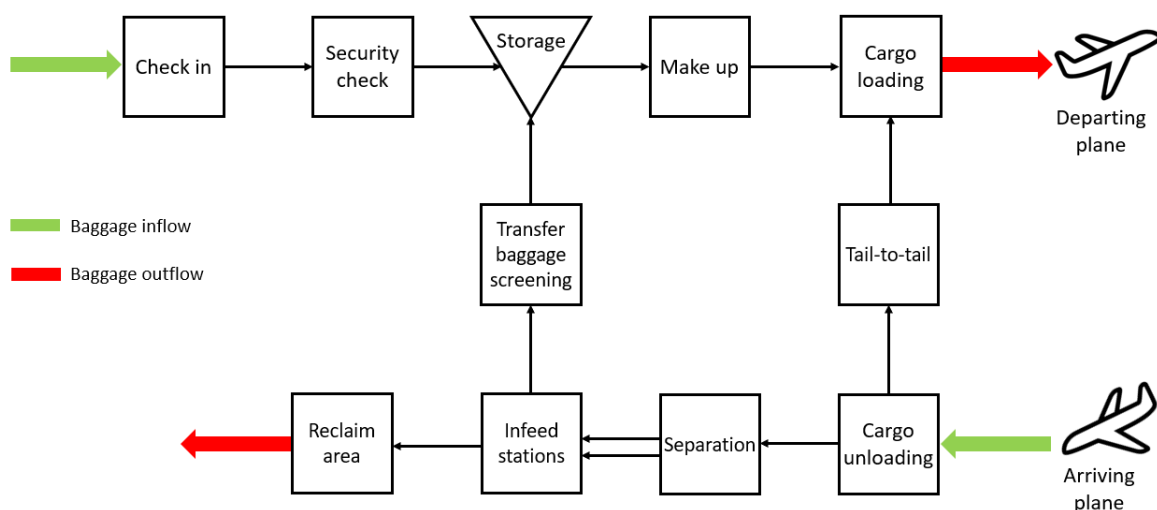 Check in
Security
check
Storage
Make up
Cargo
loading
Departing
plane
Baggage inflow
Baggage outflow
Transfer
baggage
screening
Tail-to-tail
Reclaim
area
Infeed
stations
Separation
Cargo
unloading
Arriving
plane